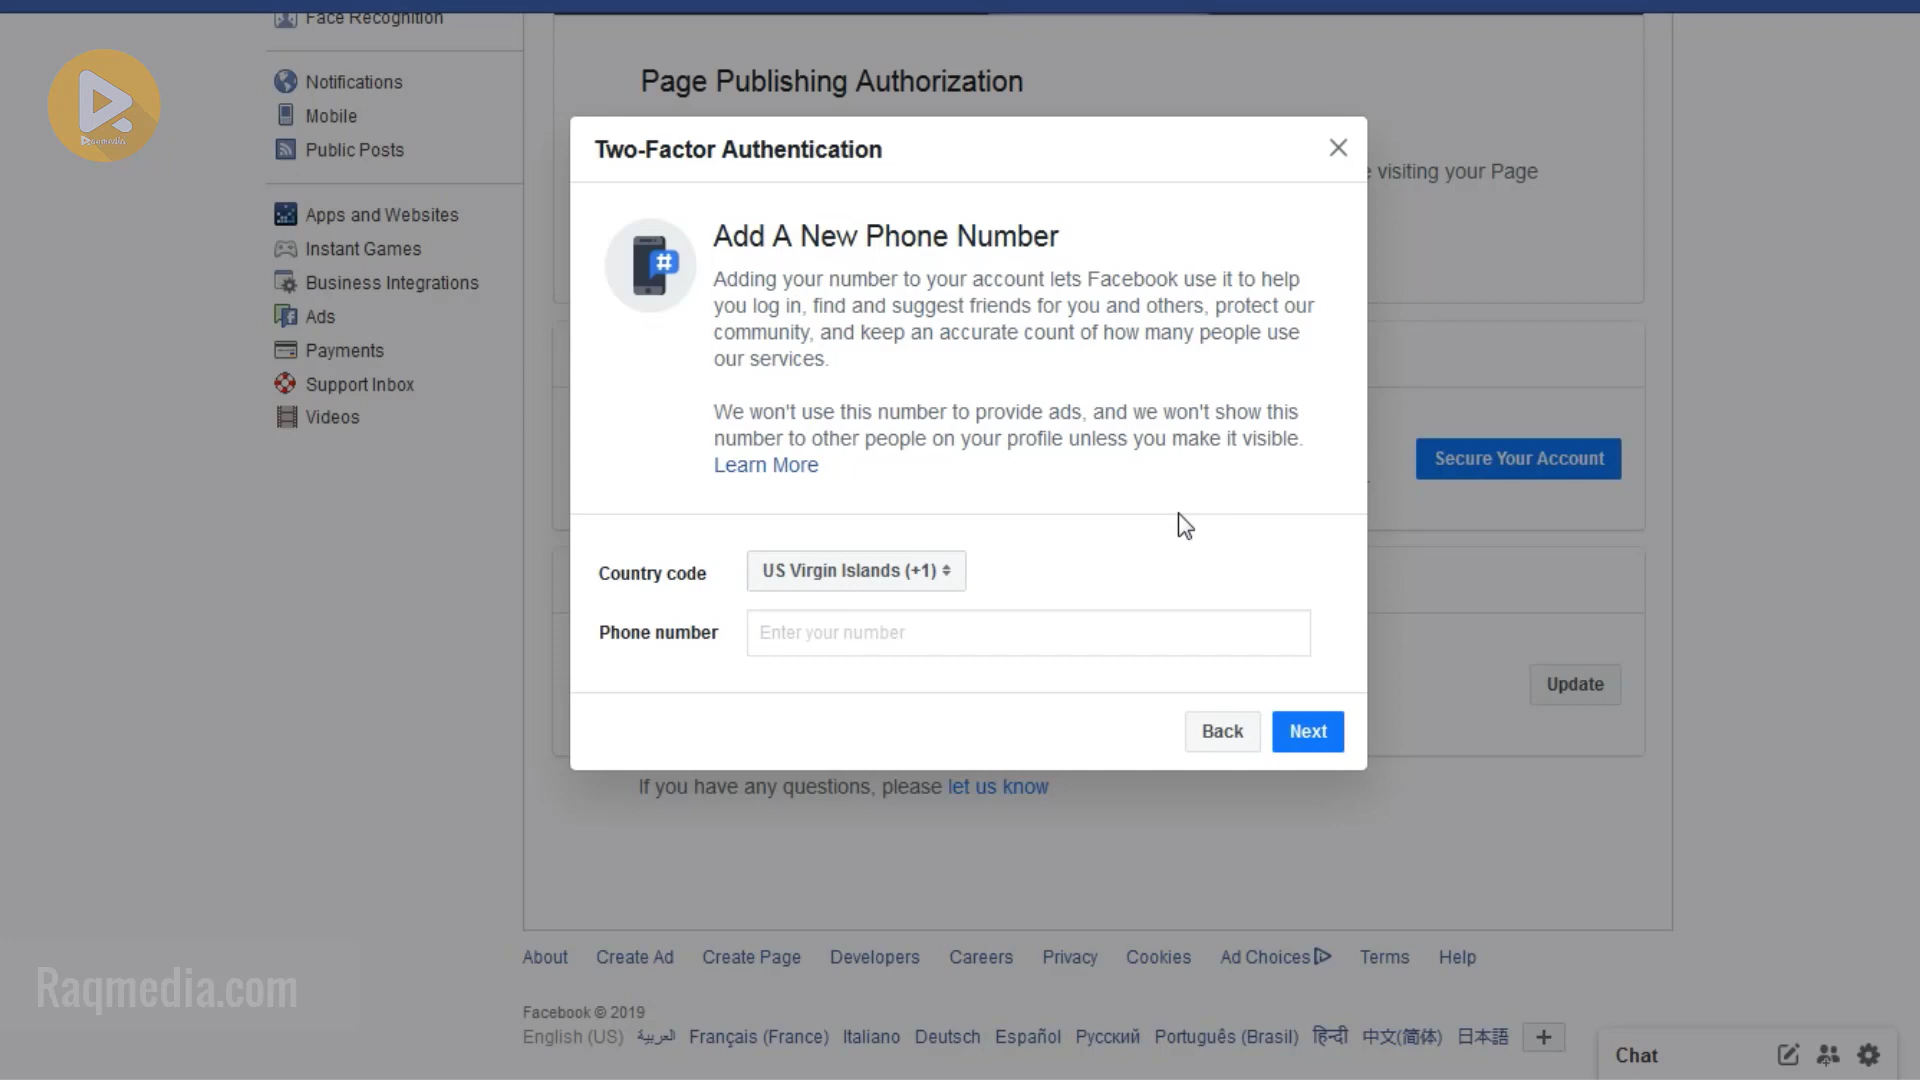 Face Recognition
Notifications
Mobile
Public Posts
Apps and Websites
Instant Games
Business Integrations
Ads
Payments
Support Inbox
Videos
Page Publishing Authorization
visiting your Page
Two-Factor Authentication
Add A New Phone Number
Adding your number to your account lets Facebook use it to help
you log in, find and suggest friends for you and others, protect our
community, and keep an accurate count of how many people use
our services.
We won't use this number to provide ads, and we won't show this
number to other people on your profile unless you make it visible.
Learn More
Secure Your Account
Country code
US Virgin Islands (+1)
Phone number
Enter your number
Update
Back
Next
If you have any questions, please let us know
About Create Ad Create Page Developers Careers Privacy Cookies Ad Choices Terms Help
Raqmedia.com
Facebook © 2019
English (US) العربية Français (France) Italiano Deutsch Español Русский Português (Brasil) हिन्दी 中文(简体) 日本語 +
Chat